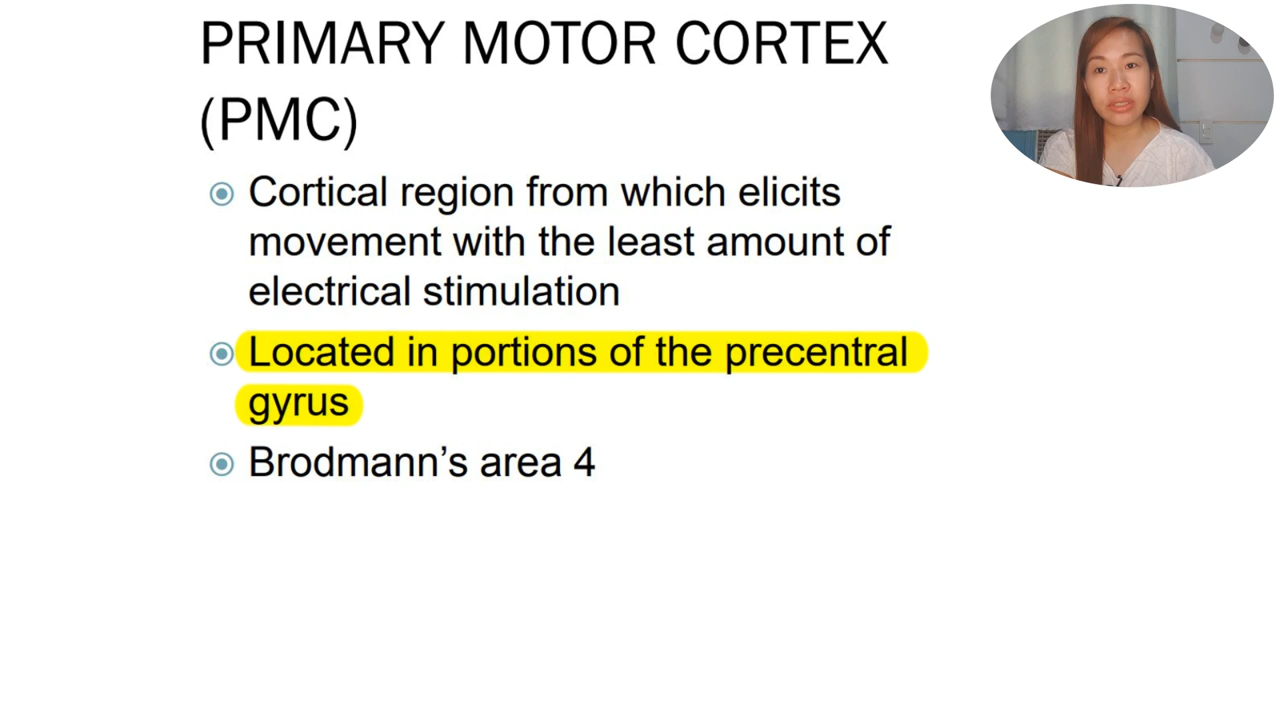 PRIMARY MOTOR CORTEX
(PMC)
Cortical region from which elicits
movement with the least amount of
electrical stimulation
Located in portions of the precentral
gyrus
Brodmann’s area 4